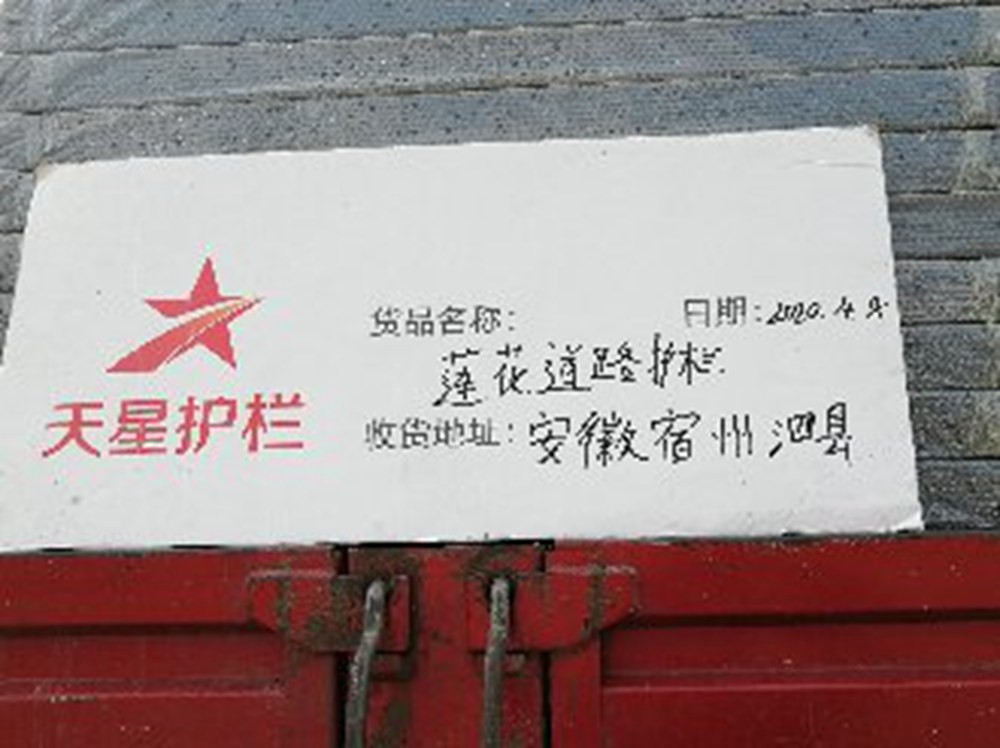 天星护栏
货品名称：
日期：2020.4.9
莲花道路护栏
收货地址：安徽宿州泗县